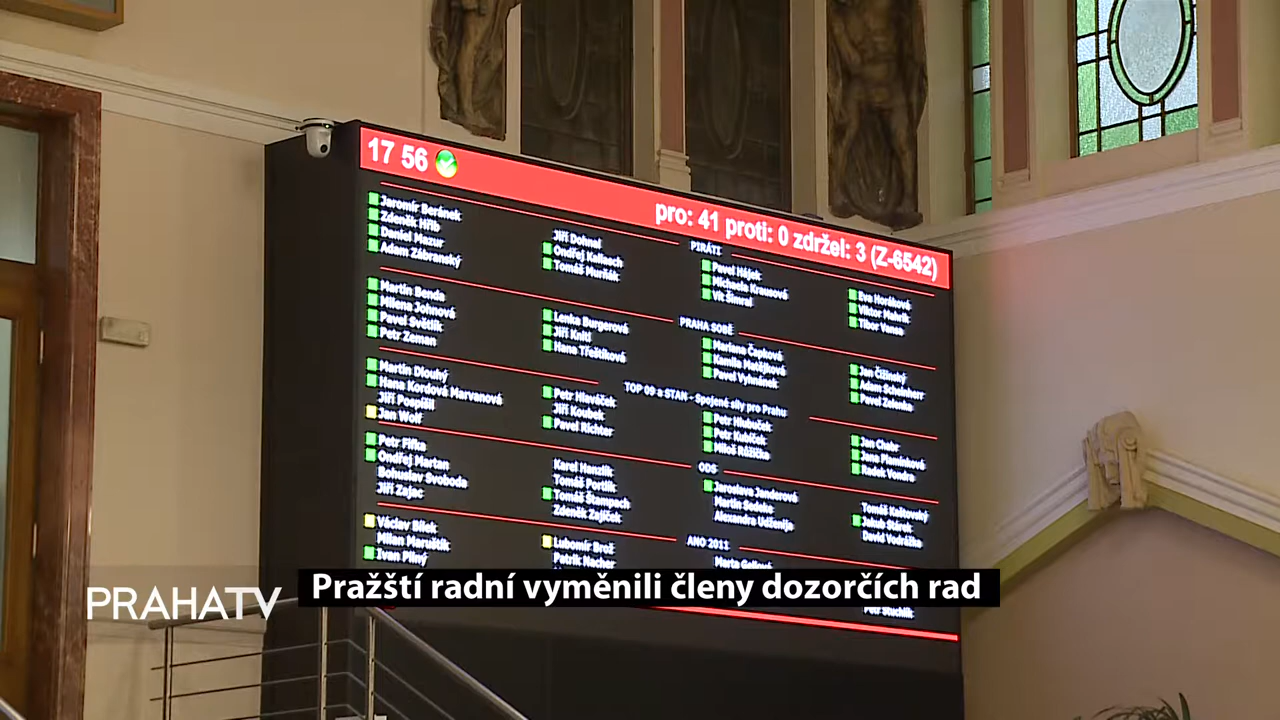 17 56
pro: 41 proti: 0 zdržel: 3 (Z-6542)
PIRÁTI
Jaromír Beránek
Zdeněk Hřib
Daniel Mazur
Adam Zábranský
Jiří Dohnal
Ondřej Kallasch
Tomáš Murňák
Pavel Hájek
Michaela Krausová
Vít Šimral
Eva Horáková
Viktor Mahrik
Tibor Vansa
PRAHA SOBĚ
Martin Benda
Milena Johnová
Pavel Světlík
Petr Zeman
Lenka Burgerová
Jiří Knitl
Hana Třeštíková
Mariana Čapková
Kamila Matějková
Pavel Vyhnánek
Jan Čižinský
Adam Scheinherr
Pavel Zelenka
TOP 09 a STAN - Spojené síly pro Prahu
Martin Dlouhý
Hana Kordová Marvanová
Jiří Pospíšil
Jan Wolf
Petr Hlaváček
Jiří Koubek
Pavel Richter
Petr Hlubuček
Petr Kubíček
Miloš Růžička
Jan Chabr
Jana Plamínková
Radek Vondra
ODS
Petr Fifka
Ondřej Martan
Bohuslav Svoboda
Jiří Zajac
Karel Hanzlík
Tomáš Portlík
Tomáš Štampach
Zdeněk Zajíček
Jaroslava Janderová
Martin Sedeke
Alexandra Udženija
Tomáš Kaltovský
Jakub Stárek
David Vodrážka
ANO 2011
Václav Bílek
Milan Maruštík
Ivan Pilný
Lubomír Brož
Patrik Nacher
Petr Stuchlík
PRAHATV
Pražští radní vyměnili členy dozorčích rad